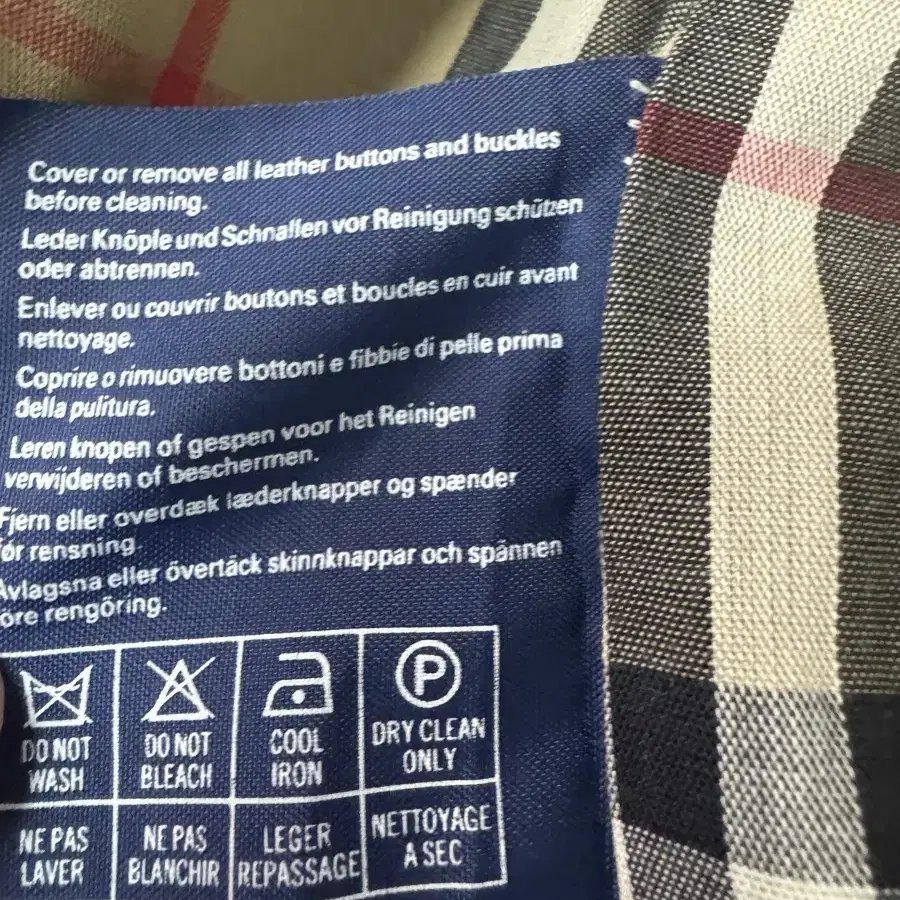 Cover or remove all leather buttons and buckles
before cleaning.
Leder Knöple und Schnallen vor Reinigung schützen
oder abtrennen.
Enlever ou couvrir boutons et boucles en cuir avant
nettoyage.
Coprire o rimuovere bottoni e fibbie di pelle prima
della pulitura.
Leren knopen of gespen voor het Reinigen
verwijderen of beschermen.
Fjern eller overdæk læderknapper og spænder
før rensning.
Avlagsna eller övertäck skinnknappar och spännen
före rengöring.
P
DO NOT WASH
DO NOT BLEACH
COOL IRON
DRY CLEAN ONLY
NE PAS LAVER
NE PAS BLANCHIR
LEGER REPASSAGE
NETTOYAGE A SEC